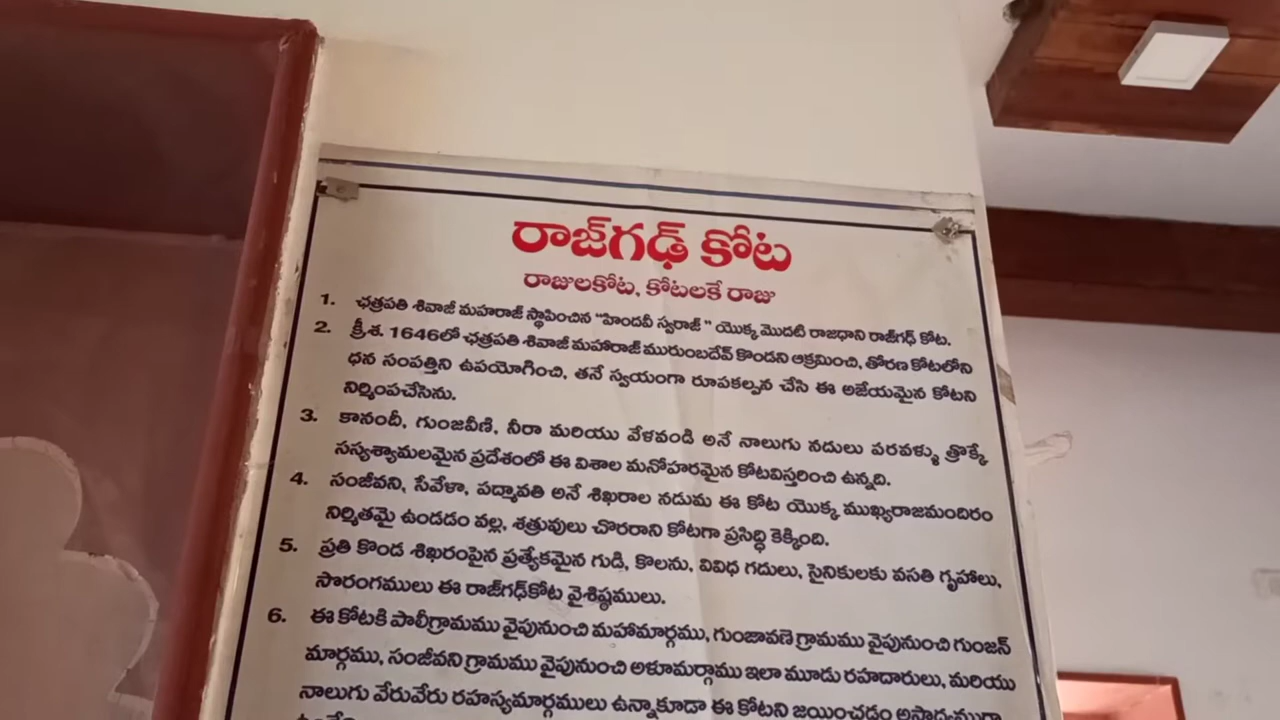 రాజ్‌గఢ్ కోట
రాజులకోట, కోటలకే రాజు
1. ఛత్రపతి శివాజీ మహరాజ్ స్థాపించిన "హిందవీ స్వరాజ్" యొక్క మొదటి రాజధాని రాజ్‌గఢ్ కోట.
2. క్రీ.శ. 1646లో ఛత్రపతి శివాజీ మహారాజ్ మురుంబదేవ్ కొండని ఆక్రమించి, తోరణ కోటలోని
ధన సంపత్తిని ఉపయోగించి, తనే స్వయంగా రూపకల్పన చేసి ఈ అజేయమైన కోటని
నిర్మింపచేసెను.
3. కానందీ, గుంజవీణి, నీరా మరియు వేళవండి అనే నాలుగు నదులు పరవళ్ళు త్రొక్కే
సస్యశ్యామలమైన ప్రదేశంలో ఈ విశాల మనోహరమైన కోటవిస్తరించి ఉన్నది.
4. సంజీవని, సేవేళా, పద్మావతి అనే శిఖరాల నడుమ ఈ కోట యొక్క ముఖ్యరాజమందిరం
నిర్మితమై ఉండడం వల్ల, శత్రువులు చొరరాని కోటగా ప్రసిద్ధి కెక్కింది.
5. ప్రతి కొండ శిఖరంపైన ప్రత్యేకమైన గుడి, కొలను, వివిధ గదులు, సైనికులకు వసతి గృహాలు,
సొరంగములు ఈ రాజ్‌గఢ్‌కోట వైశిష్ఠములు.
6. ఈ కోటకి పాలీగ్రామము వైపునుంచి మహామార్గము, గుంజావణె గ్రామము వైపునుంచి గుంజన్
మార్గము, సంజీవని గ్రామము వైపునుంచి అళూమర్గాము ఇలా మూడు రహదారులు, మరియు
నాలుగు వేరువేరు రహస్యమార్గములు ఉన్నాకూడా ఈ కోటని జయించడం అసాధ్యముగా